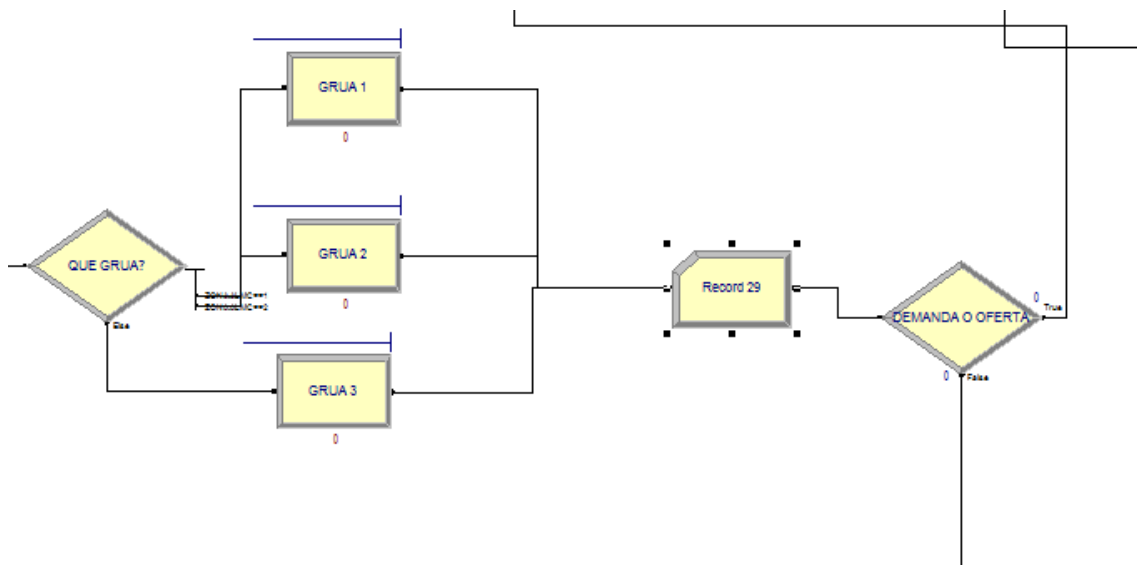 GRUA 1
0
QUE GRUA?
GRUA 2
0
Else
GRUA 3
0
Record 29
DEMANDA O OFERTA
0
True
0
False